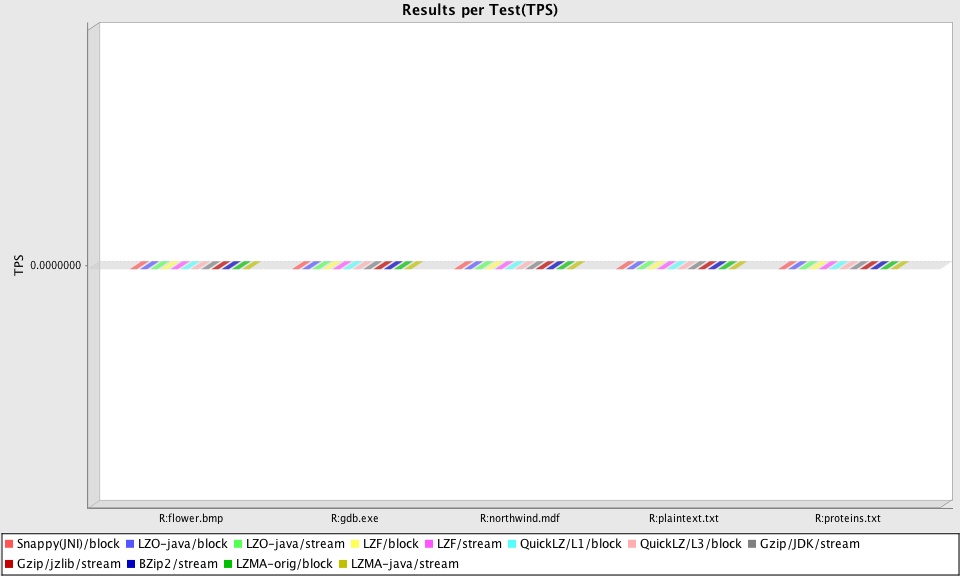 Results per Test(TPS)
TPS
0.0000000
R:flower.bmp R:gdb.exe R:northwind.mdf R:plaintext.txt R:proteins.txt
Snappy(JNI)/block LZO-java/block LZO-java/stream LZF/block LZF/stream QuickLZ/L1/block QuickLZ/L3/block Gzip/JDK/stream
Gzip/jzlib/stream BZip2/stream LZMA-orig/block LZMA-java/stream